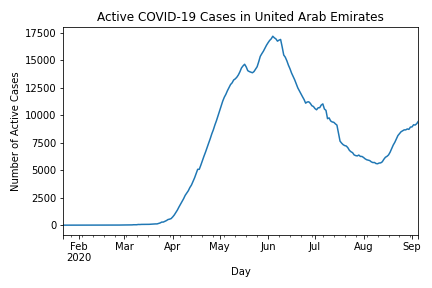 Active COVID-19 Cases in United Arab Emirates
Number of Active Cases
17500
15000
12500
10000
7500
5000
2500
0
Feb Mar Apr May Jun Jul Aug Sep
2020
Day